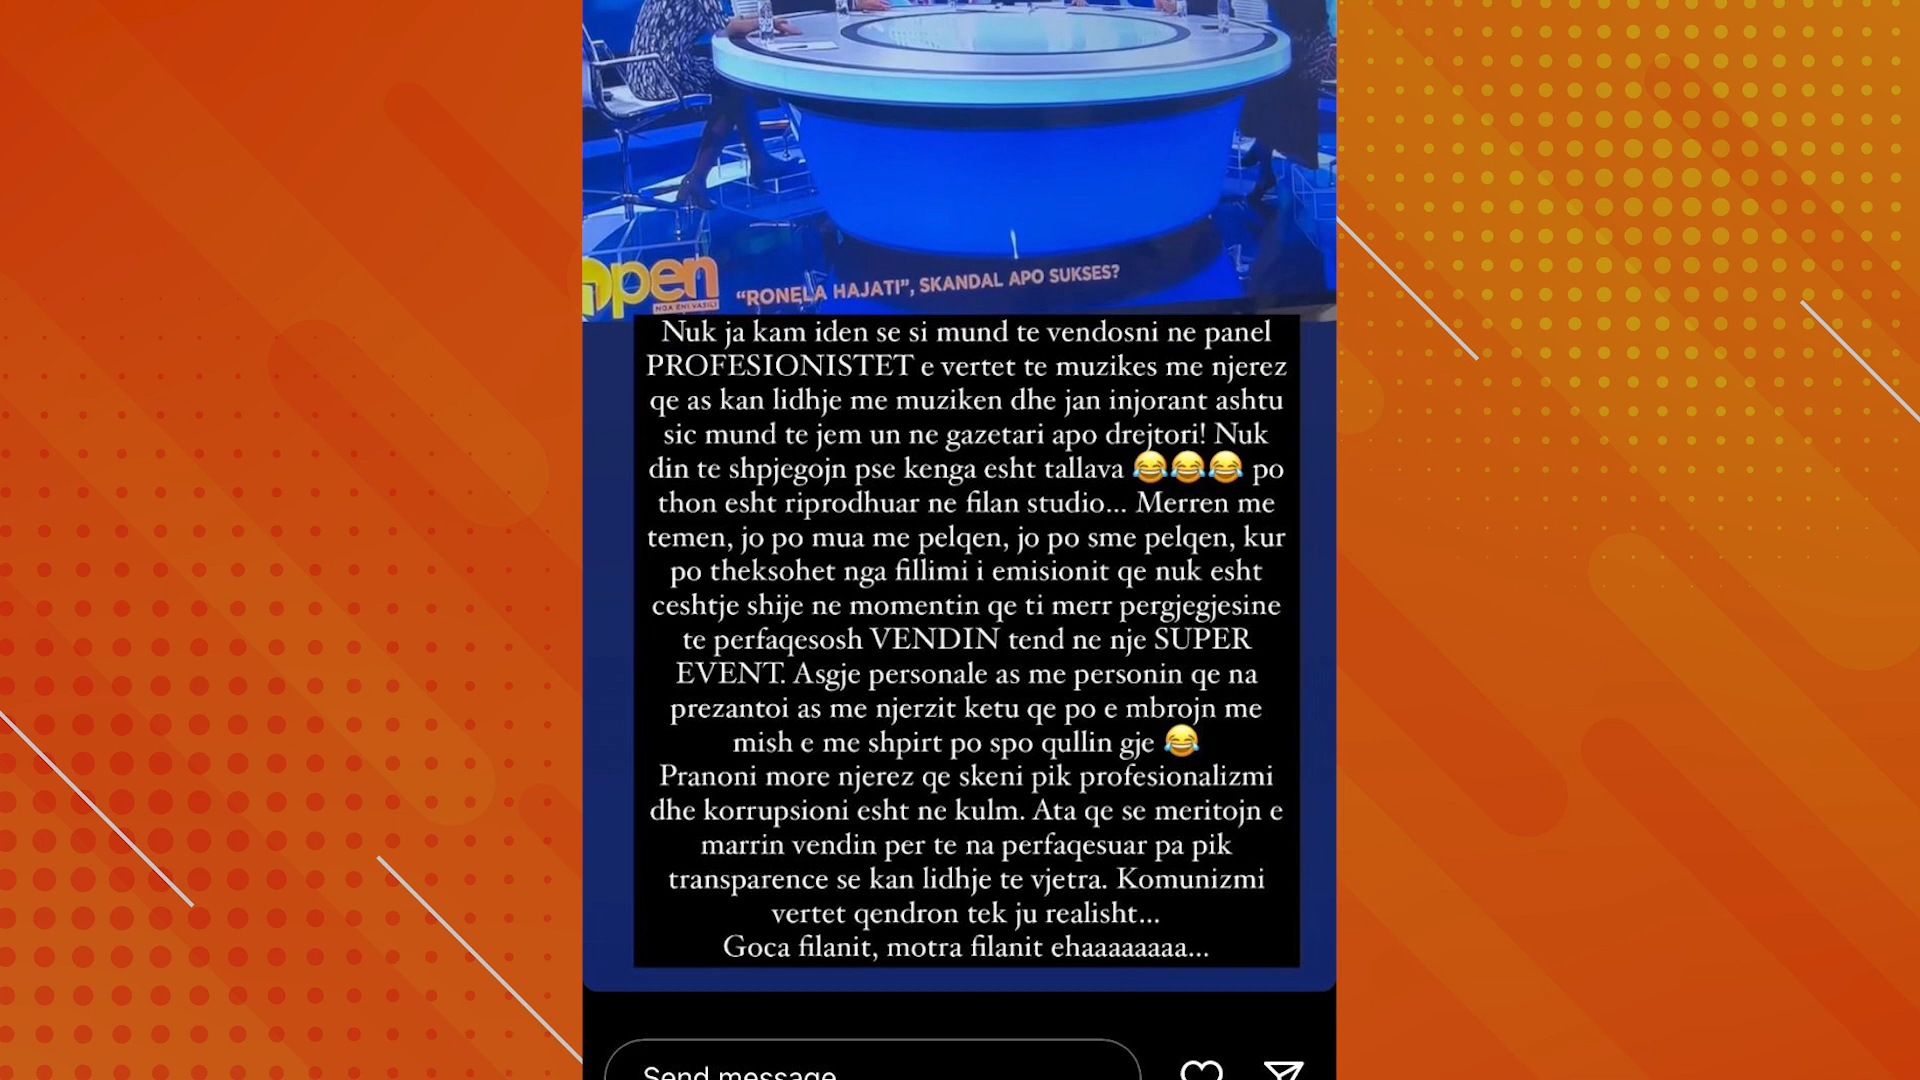 open
NGA ENI VASILI
"RONELA HAJATI", SKANDAL APO SUKSES?
Nuk ja kam iden se si mund te vendosni ne panel
PROFESIONISTET e vertet te muzikes me njerez
qe as kan lidhje me muziken dhe jan injorant ashtu
sic mund te jem un ne gazetari apo drejtori! Nuk
din te shpjegojn pse kenga esht tallava 😂😂😂 po
thon esht riprodhuar ne filan studio... Merren me
temen, jo po mua me pelqen, jo po sme pelqen, kur
po theksohet nga fillimi i emisionit qe nuk esht
ceshtje shije ne momentin qe ti merr pergjegjesine
te perfaqesosh VENDIN tend ne nje SUPER
EVENT. Asgje personale as me personin qe na
prezantoi as me njerzit ketu qe po e mbrojn me
mish e me shpirt po spo qullin gje 😂
Pranoni more njerez qe skeni pik profesionalizmi
dhe korrupsioni esht ne kulm. Ata qe se meritojn e
marrin vendin per te na perfaqesuar pa pik
transparence se kan lidhje te vjetra. Komunizmi
vertet qendron tek ju realisht...
Goca filanit, motra filanit ehaaaaaaaa...
Send message